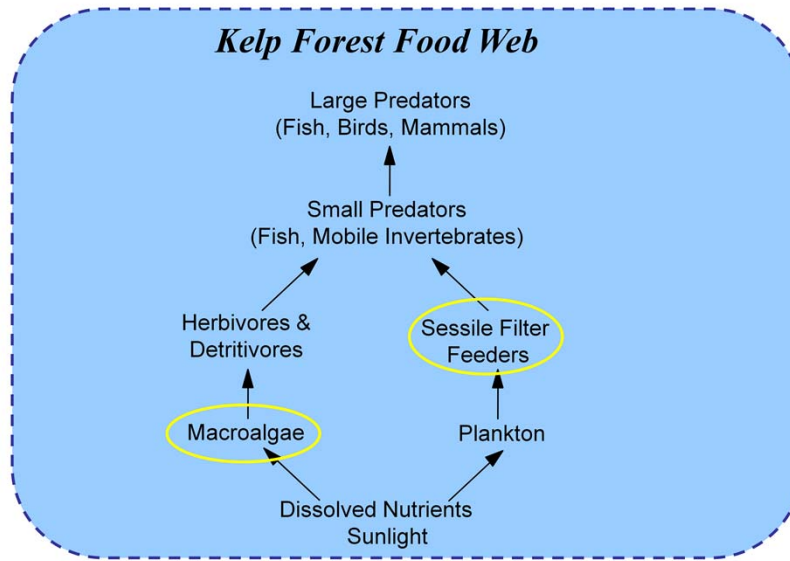 Kelp Forest Food Web
Large Predators
(Fish, Birds, Mammals)
Small Predators
(Fish, Mobile Invertebrates)
Herbivores &
Detritivores
Sessile Filter
Feeders
Macroalgae
Plankton
Dissolved Nutrients
Sunlight